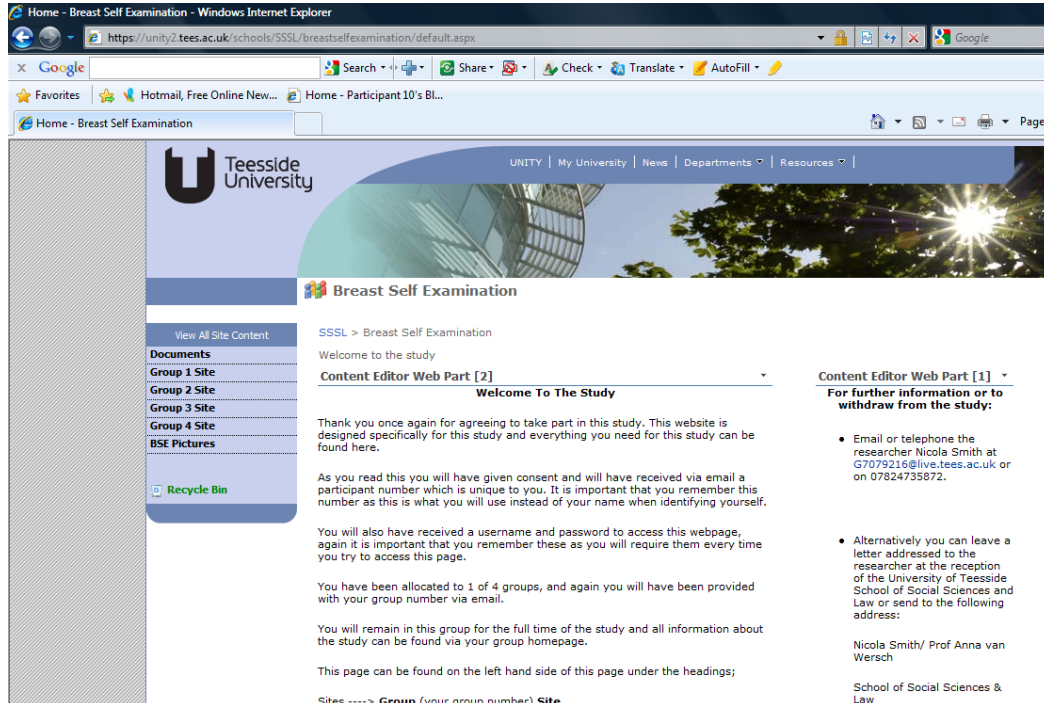 Home - Breast Self Examination - Windows Internet Explorer
https://unity2.tees.ac.uk/schools/SSSL/breastselfexamination/default.aspx
Google
x Google
Search
Share
Check
Translate
AutoFill
Favorites
Hotmail, Free Online New...
Home - Participant 10's Bl...
Home - Breast Self Examination
Page
Teesside
University
UNITY | My University | News | Departments | Resources |
Breast Self Examination
View All Site Content
Documents
Group 1 Site
Group 2 Site
Group 3 Site
Group 4 Site
BSE Pictures
Recycle Bin
SSSL > Breast Self Examination
Welcome to the study
Content Editor Web Part [2]
Welcome To The Study
Thank you once again for agreeing to take part in this study. This website is
designed specifically for this study and everything you need for this study can be
found here.
As you read this you will have given consent and will have received via email a
participant number which is unique to you. It is important that you remember this
number as this is what you will use instead of your name when identifying yourself.
You will also have received a username and password to access this webpage,
again it is important that you remember these as you will require them every time
you try to access this page.
You have been allocated to 1 of 4 groups, and again you will have been provided
with your group number via email.
You will remain in this group for the full time of the study and all information about
the study can be found via your group homepage.
This page can be found on the left hand side of this page under the headings;
Sites ----> Group (your group number) Site
Content Editor Web Part [1]
For further information or to
withdraw from the study:
• Email or telephone the
researcher Nicola Smith at
G7079216@live.tees.ac.uk or
on 07824735872.
• Alternatively you can leave a
letter addressed to the
researcher at the reception
of the University of Teesside
School of Social Sciences and
Law or send to the following
address:
Nicola Smith/ Prof Anna van
Wersch
School of Social Sciences &
Law